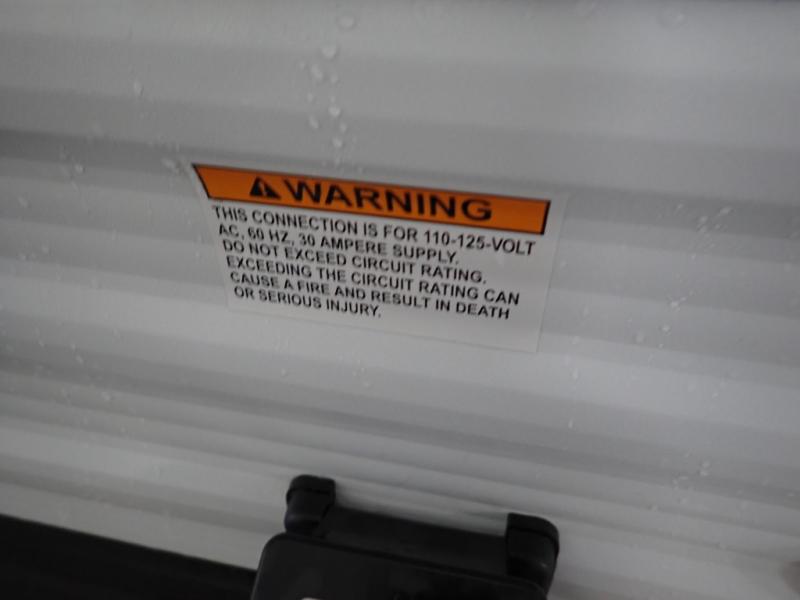 WARNING
THIS CONNECTION IS FOR 110-125-VOLT
AC, 60 HZ, 30 AMPERE SUPPLY.
DO NOT EXCEED CIRCUIT RATING.
EXCEEDING THE CIRCUIT RATING CAN
CAUSE A FIRE AND RESULT IN DEATH
OR SERIOUS INJURY.